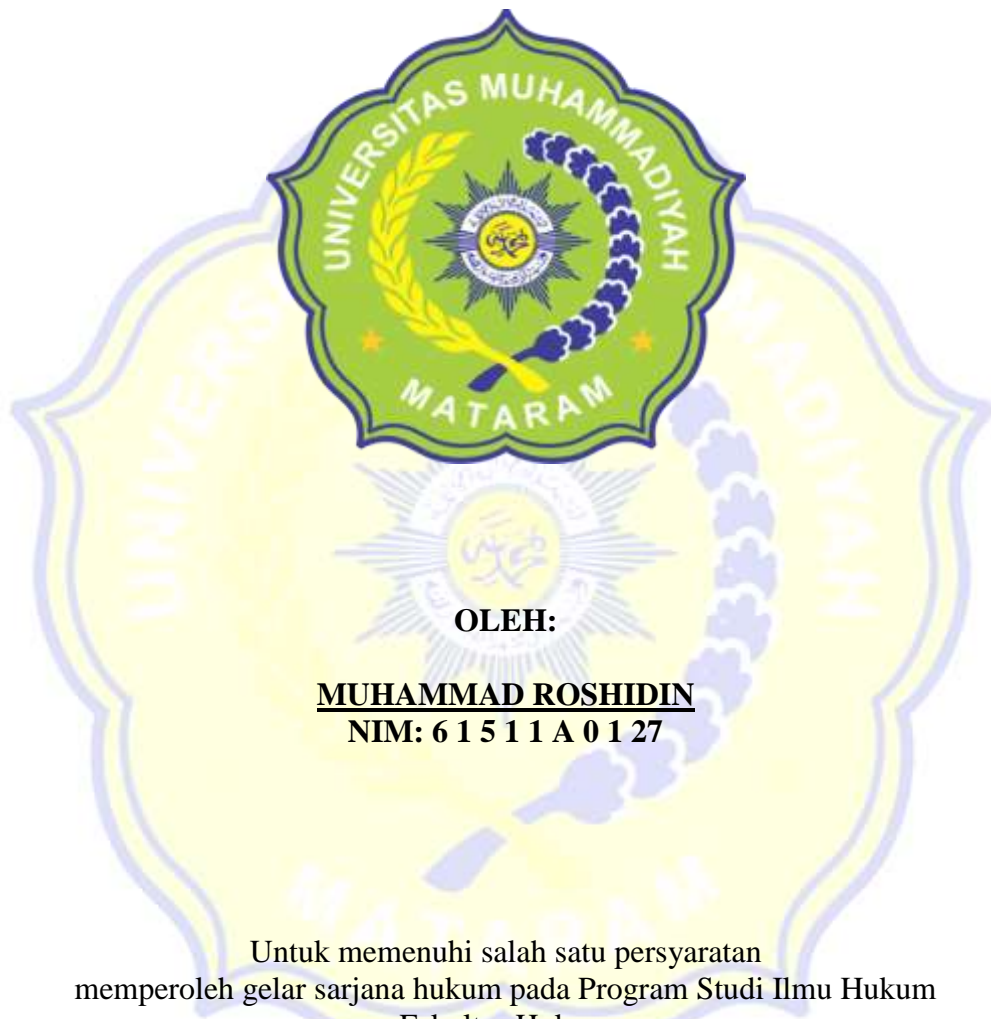 UNIVERSITAS MUHAMMADIYAH
MATARAM
OLEH:
MUHAMMAD ROSHIDIN
NIM: 6 1 5 1 1 A 0 1 27
Untuk memenuhi salah satu persyaratan
memperoleh gelar sarjana hukum pada Program Studi Ilmu Hukum